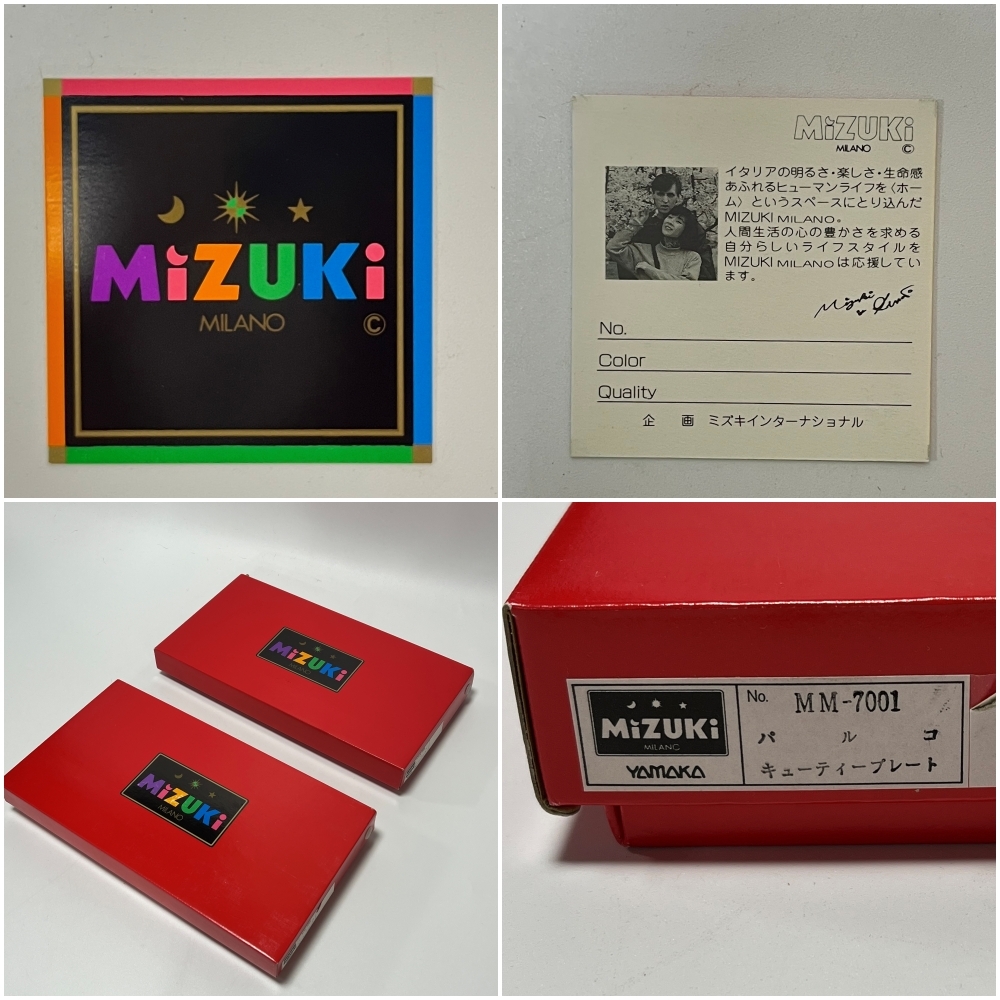 MiZUKi
MILANO
©
MiZUKi
MILANO ©
イタリアの明るさ・楽しさ・生命感
あふれるヒューマンライフを〈ホー
ム〉というスペースにとり込んだ
MIZUKI MILANO。
人間生活の心の豊かさを求める
自分らしいライフスタイルを
MIZUKI MILANOは応援してい
ます。
No.
Color
Quality
企　画　ミズキインターナショナル
MiZUKi
MILANO
MiZUKi
MILANO
MiZUKi
MILANO
YAMAKA
No. MM-7001
パルコ
キューティープレート